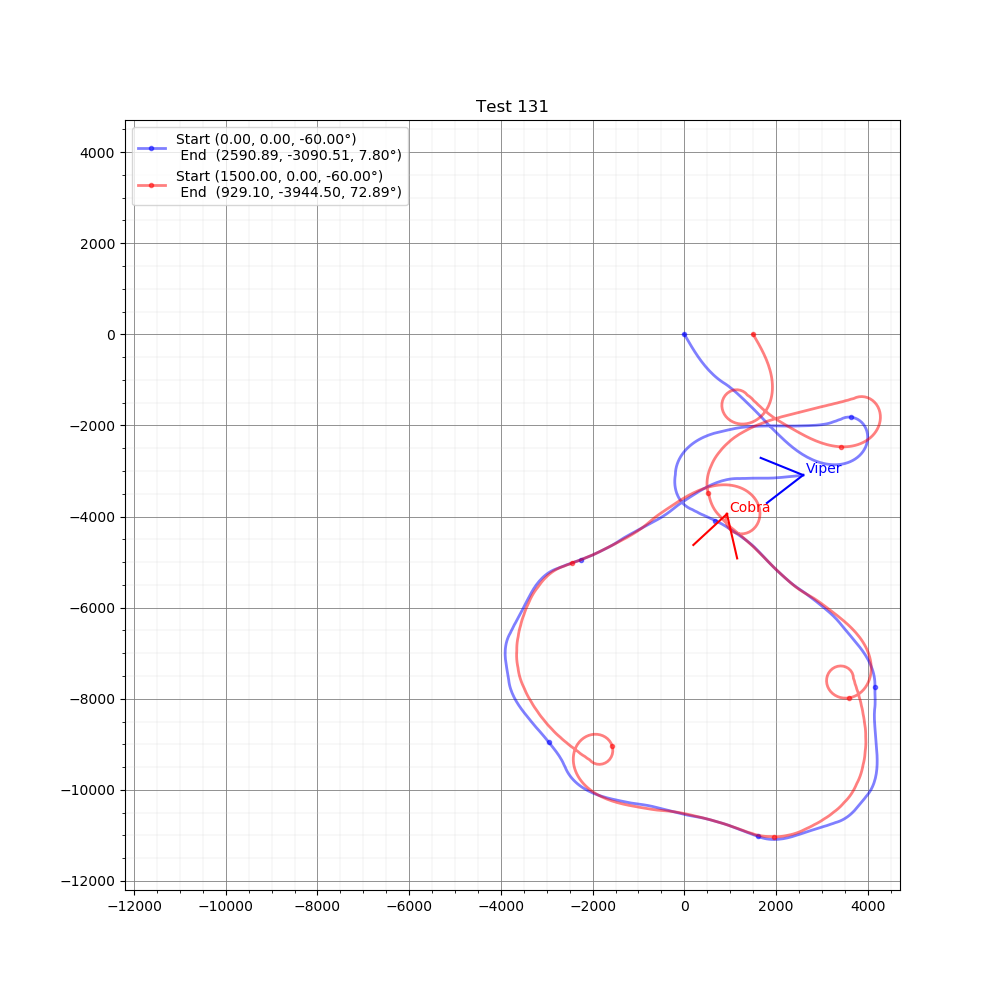 Test 131
Start (0.00, 0.00, -60.00°)
End (2590.89, -3090.51, 7.80°)
Start (1500.00, 0.00, -60.00°)
End (929.10, -3944.50, 72.89°)
4000
2000
0
−2000
−4000
−6000
−8000
−10000
−12000
Viper
Cobra
−12000 −10000 −8000 −6000 −4000 −2000 0 2000 4000